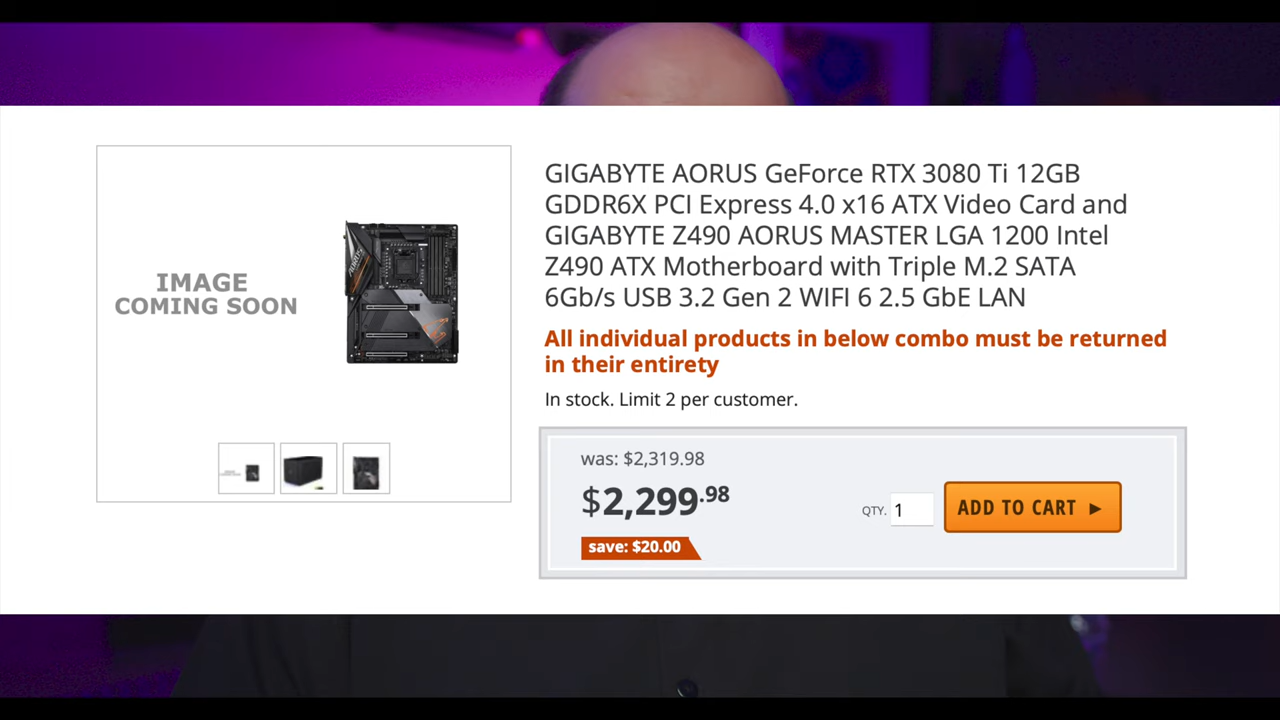 GIGABYTE AORUS GeForce RTX 3080 Ti 12GB
GDDR6X PCI Express 4.0 x16 ATX Video Card and
GIGABYTE Z490 AORUS MASTER LGA 1200 Intel
Z490 ATX Motherboard with Triple M.2 SATA
6Gb/s USB 3.2 Gen 2 WIFI 6 2.5 GbE LAN
All individual products in below combo must be returned
in their entirety
In stock. Limit 2 per customer.
IMAGE
COMING SOON
AORUS
was: $2,319.98
$2,299.98
save: $20.00
QTY. 1
ADD TO CART ►